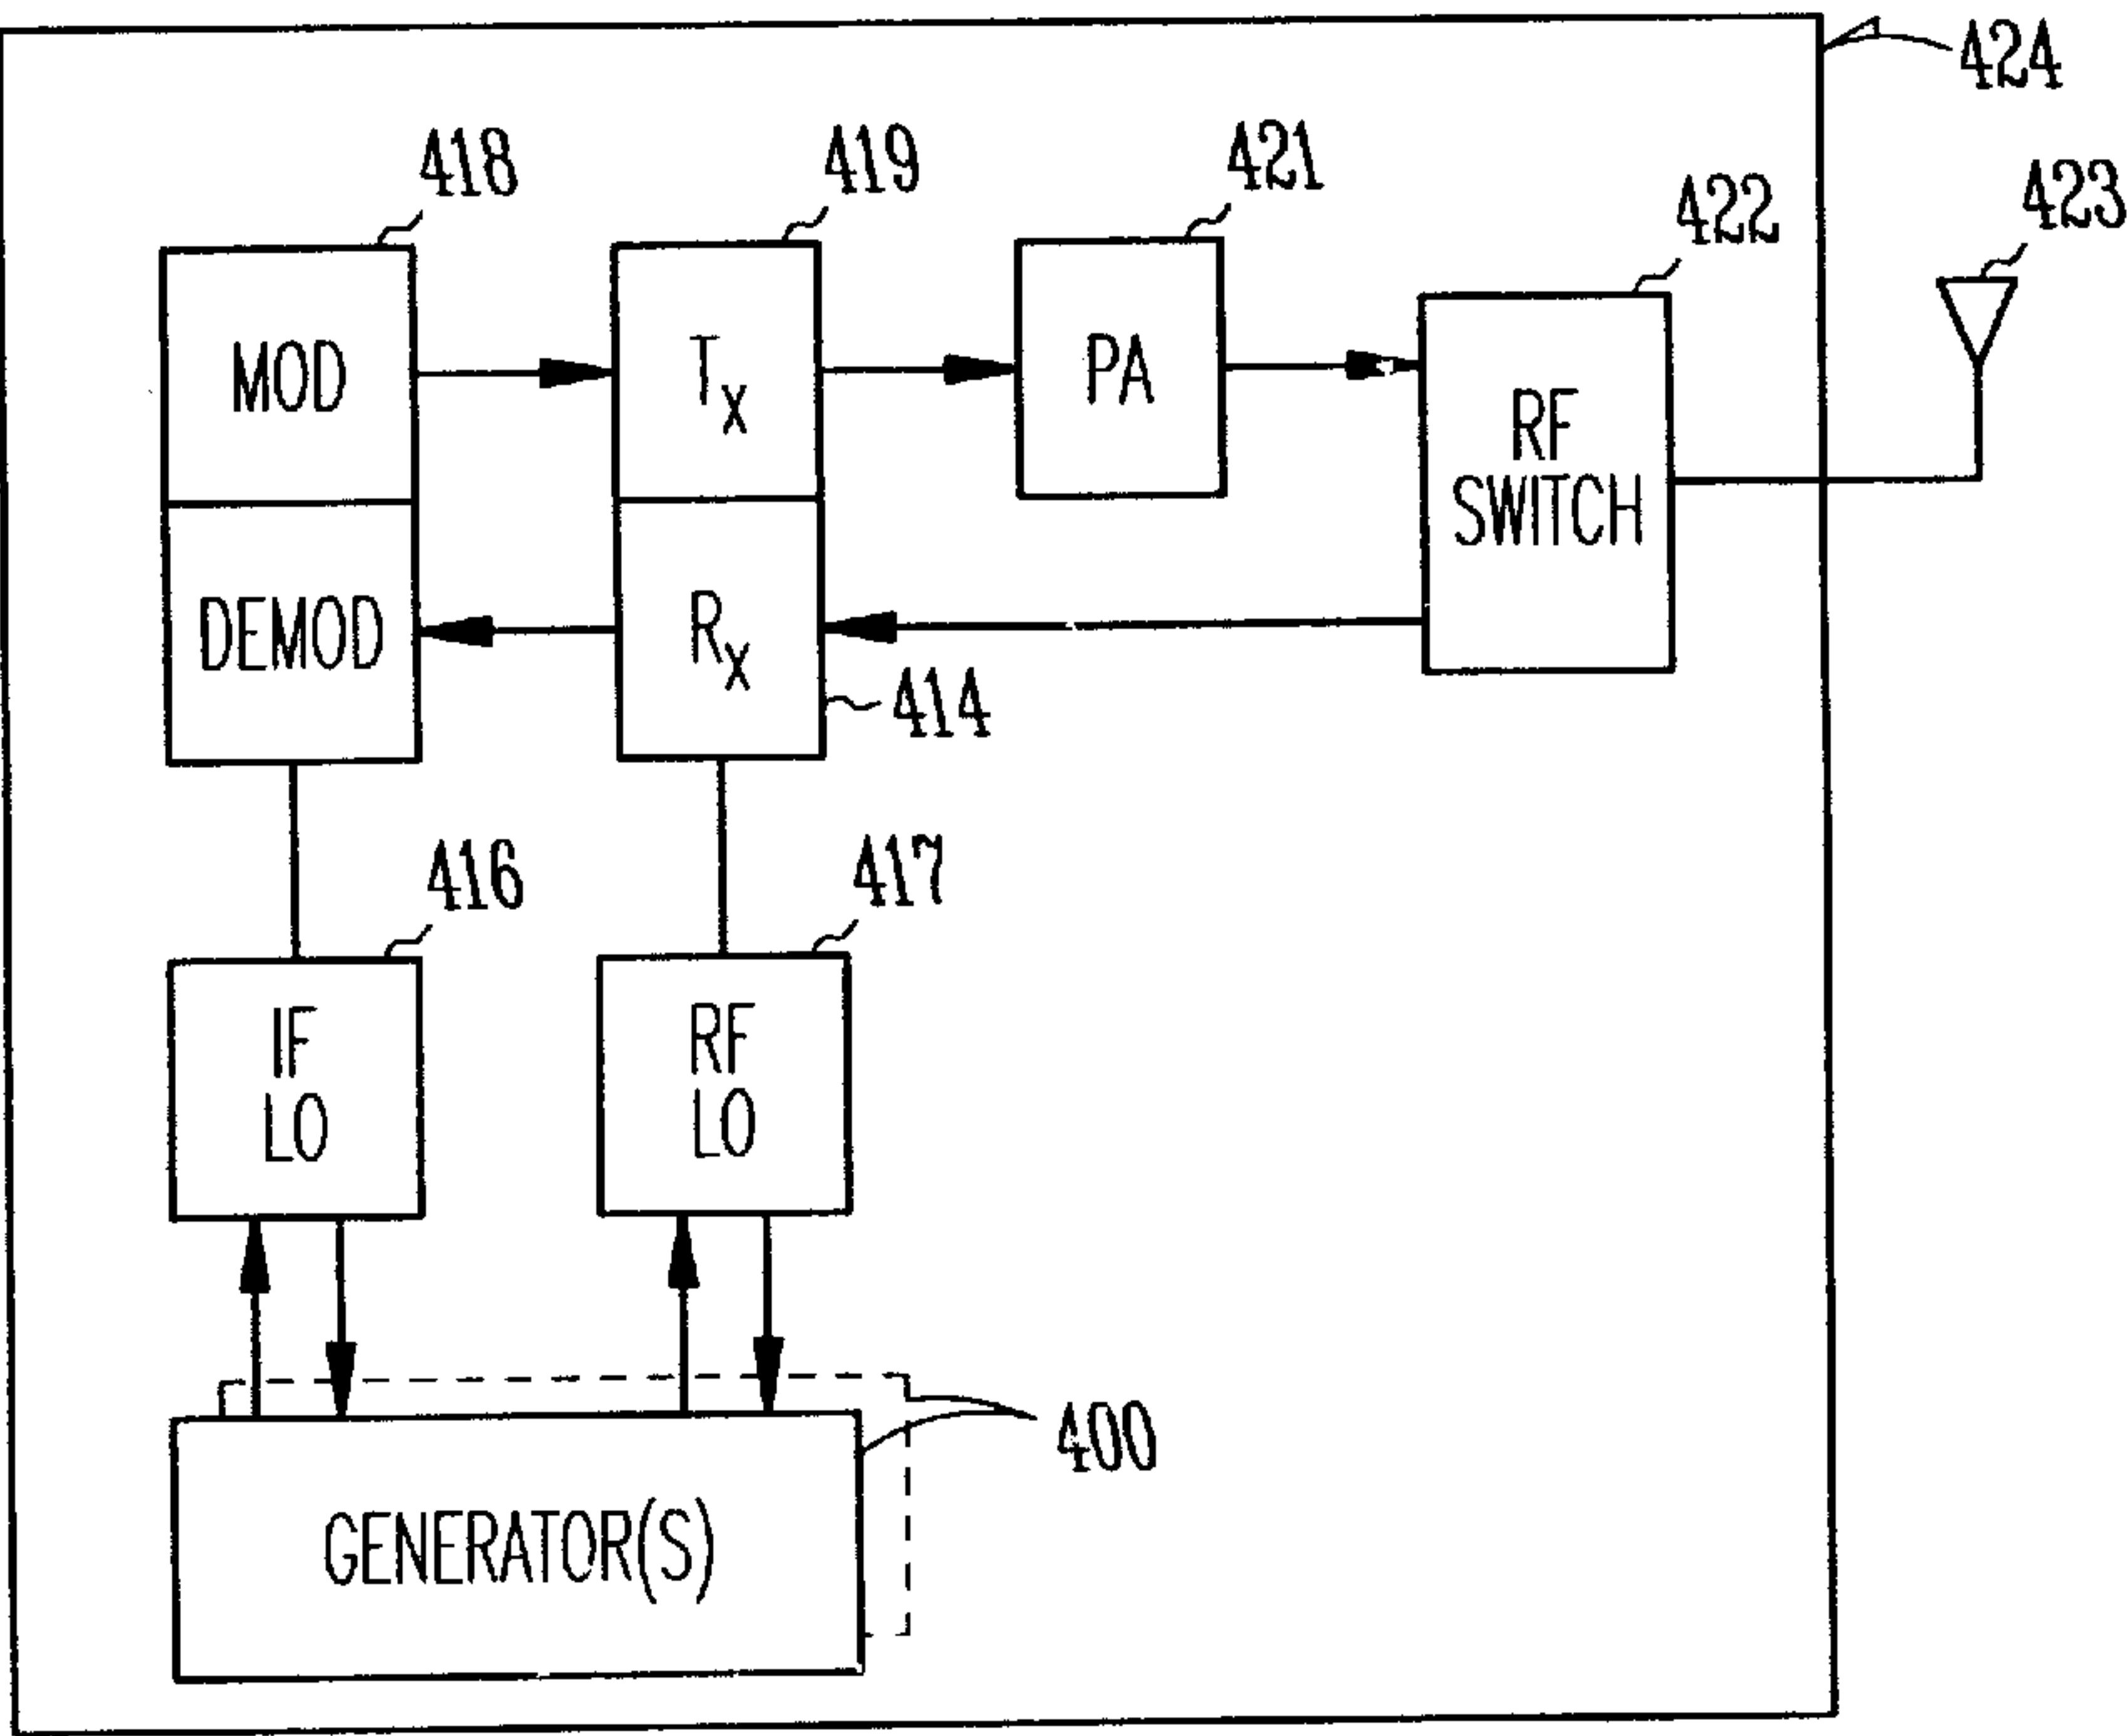 424
418
419
421
422
423
MOD
TX
PA
RF
SWITCH
DEMOD
RX
414
416
417
IF
LO
RF
LO
400
GENERATOR(S)